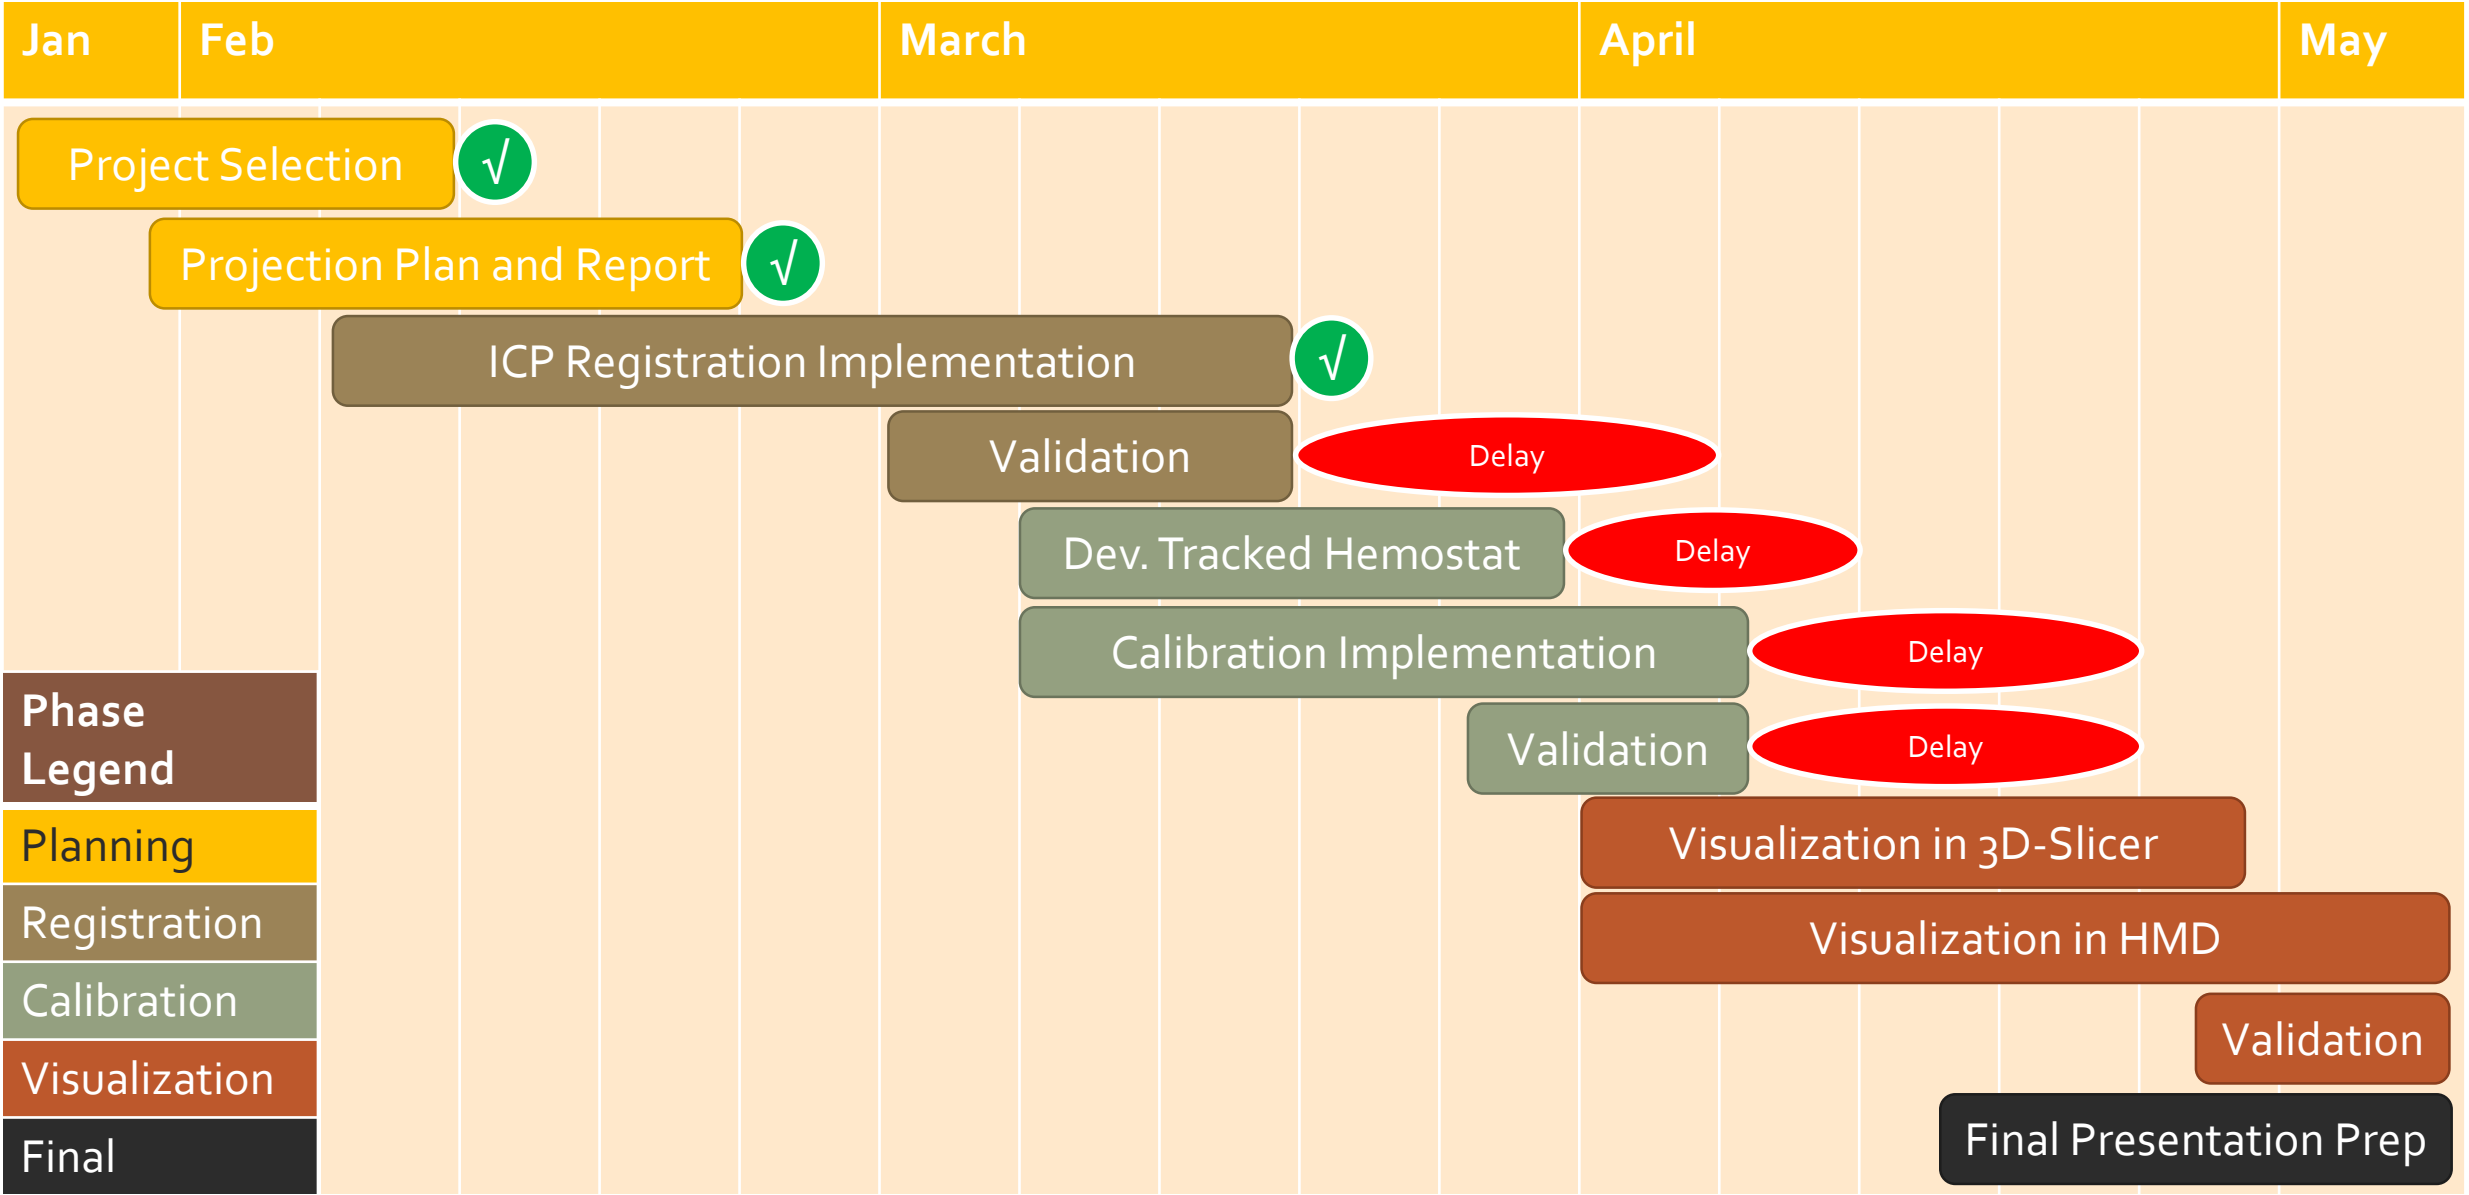 Jan
Feb
March
April
May
Project Selection
√
Projection Plan and Report
√
ICP Registration Implementation
√
Validation
Delay
Dev. Tracked Hemostat
Delay
Calibration Implementation
Delay
Validation
Delay
Visualization in 3D-Slicer
Visualization in HMD
Validation
Final Presentation Prep
Phase
Legend
Planning
Registration
Calibration
Visualization
Final